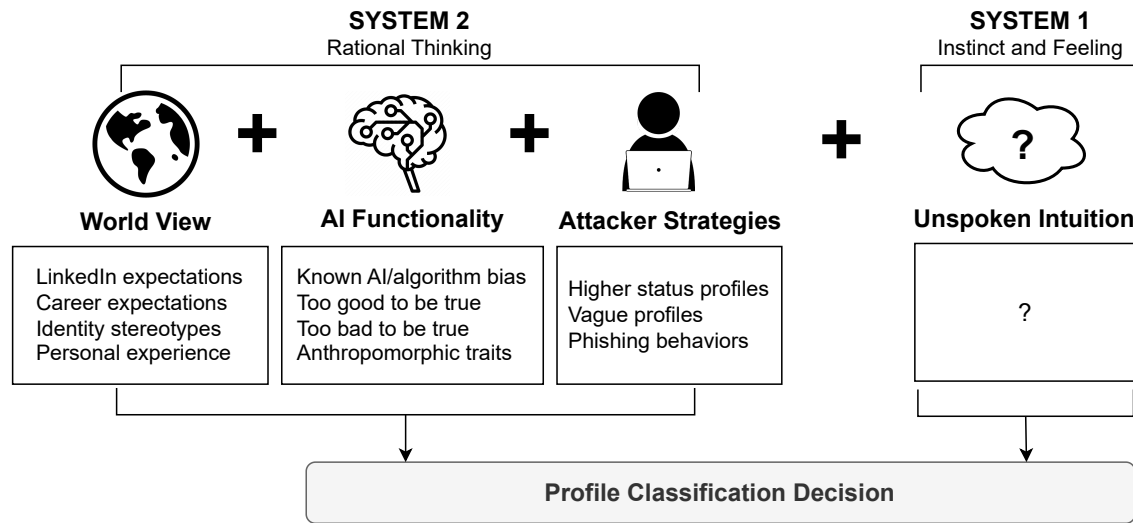 SYSTEM 2
Rational Thinking
SYSTEM 1
Instinct and Feeling
+
+
+
?
World View
AI Functionality
Attacker Strategies
Unspoken Intuition
LinkedIn expectations
Career expectations
Identity stereotypes
Personal experience
Known AI/algorithm bias
Too good to be true
Too bad to be true
Anthropomorphic traits
Higher status profiles
Vague profiles
Phishing behaviors
?
Profile Classification Decision